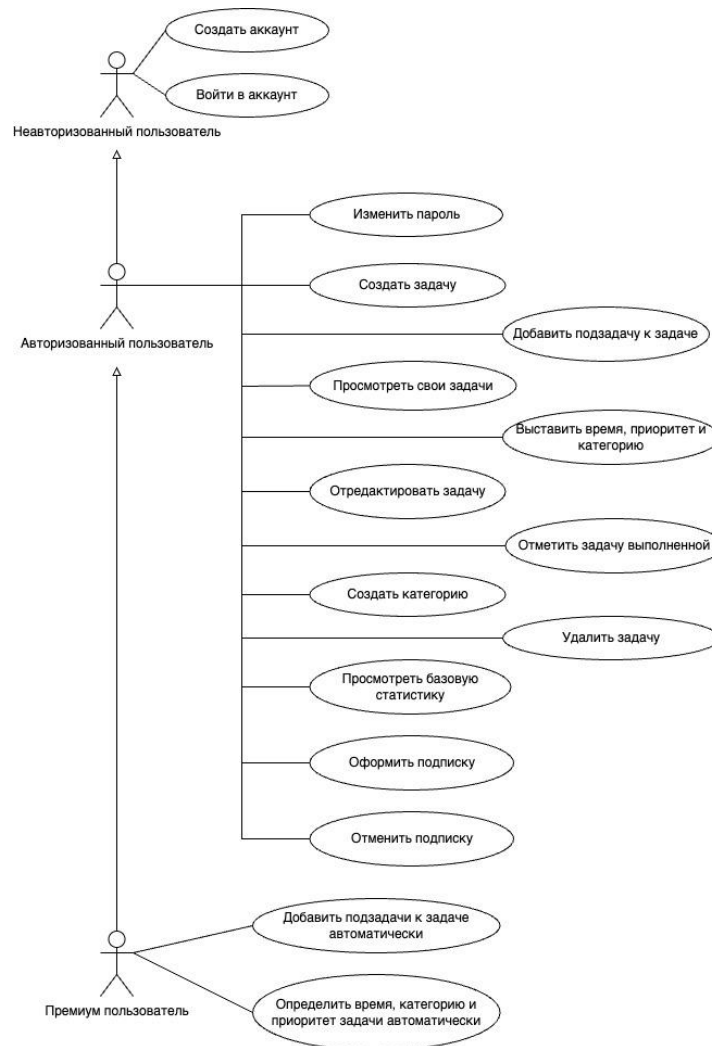 Создать аккаунт
Войти в аккаунт
Неавторизованный пользователь
Изменить пароль
Создать задачу
Добавить подзадачу к задаче
Авторизованный пользователь
Просмотреть свои задачи
Выставить время, приоритет и
категорию
Отредактировать задачу
Отметить задачу выполненной
Создать категорию
Удалить задачу
Просмотреть базовую
статистику
Оформить подписку
Отменить подписку
Добавить подзадачи к задаче
автоматически
Премиум пользователь
Определить время, категорию и
приоритет задачи автоматически